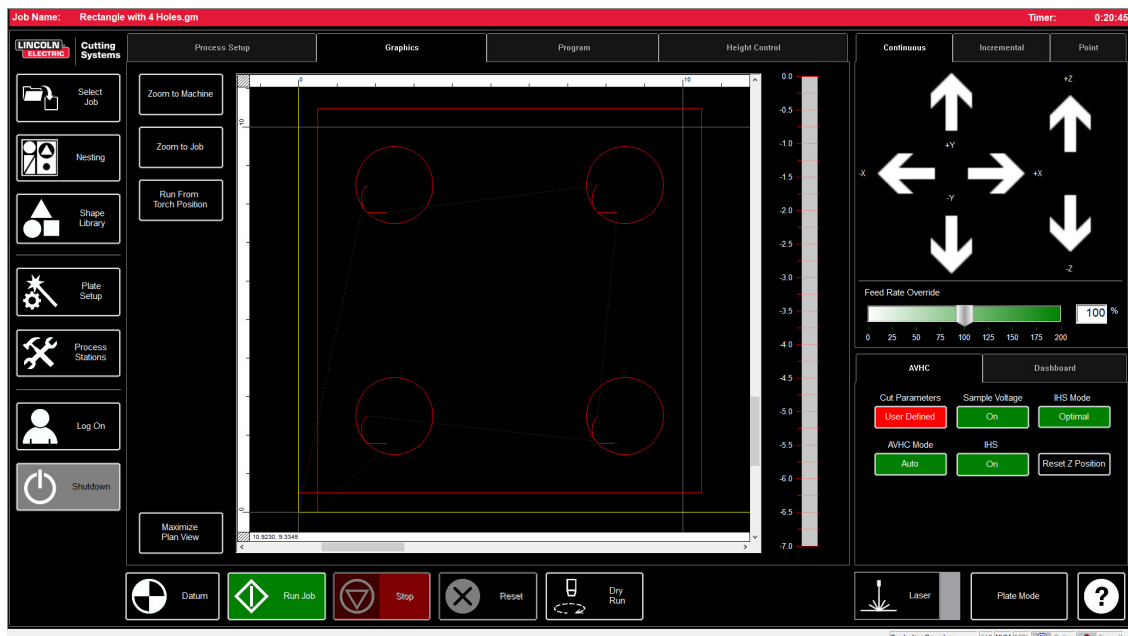 Job Name: Rectangle with 4 Holes.gm
Timer: 0:20:45
LINCOLN ELECTRIC
Cutting Systems
Process Setup
Graphics
Program
Height Control
Continuous
Incremental
Point
Select Job
Nesting
Shape Library
Plate Setup
Process Stations
Log On
Shutdown
Zoom to Machine
Zoom to Job
Run From Torch Position
Maximize Plan View
0
10
10
0
10.9230, 9.3345
0.0
-0.5
-1.0
-1.5
-2.0
-2.5
-3.0
-3.5
-4.0
-4.5
-5.0
-5.5
-6.0
-6.5
-7.0
+Y
-X
+X
-Y
+Z
-Z
Feed Rate Override
100 %
0 25 50 75 100 125 150 175 200
AVHC
Dashboard
Cut Parameters
Sample Voltage
IHS Mode
User Defined
On
Optimal
AVHC Mode
IHS
Auto
On
Reset Z Position
Datum
Run Job
Stop
Reset
Dry Run
Laser
Plate Mode
?